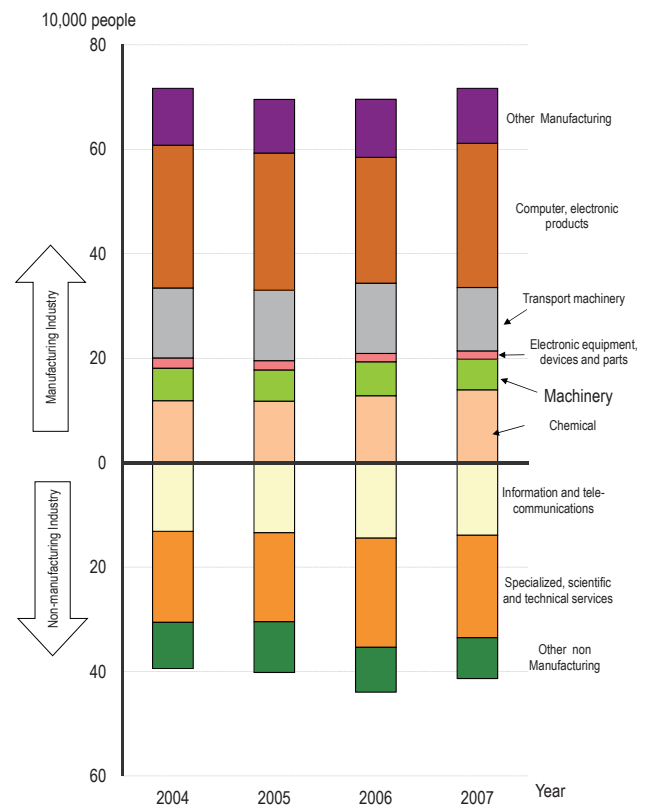 10,000 people
80
60
40
20
0
20
40
60
Manufacturing Industry
Non-manufacturing Industry
Other Manufacturing
Computer, electronic
products
Transport machinery
Electronic equipment,
devices and parts
Machinery
Chemical
Information and tele-
communications
Specialized, scientific
and technical services
Other non
Manufacturing
2004 2005 2006 2007 Year